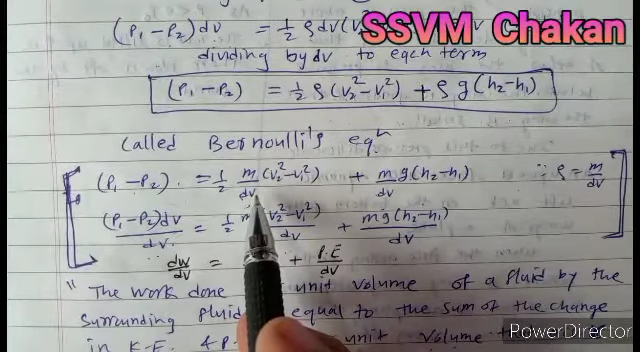 SSVM Chakan
(P₁ – P₂)dv = ½ ρ dv(V
dividing by dv to each term
(P₁ – P₂) = ½ ρ (V₂² – V₁²) + ρ g (h₂ – h₁)
called Bernoulli's eqⁿ
(P₁ – P₂) . = ½ m/dv (V₂² – V₁²) + m/dv g (h₂ – h₁) ∵ ρ = m/dv
(P₁ – P₂)dv/dv = ½ m (V₂² – V₁²)/dv + mg(h₂ – h₁)/dv
dw/dv = + P.E/dv
" The work done unit volume of a fluid by the
surrounding fluid equal to the sum of the change
in K.E. & P unit volume
PowerDirector